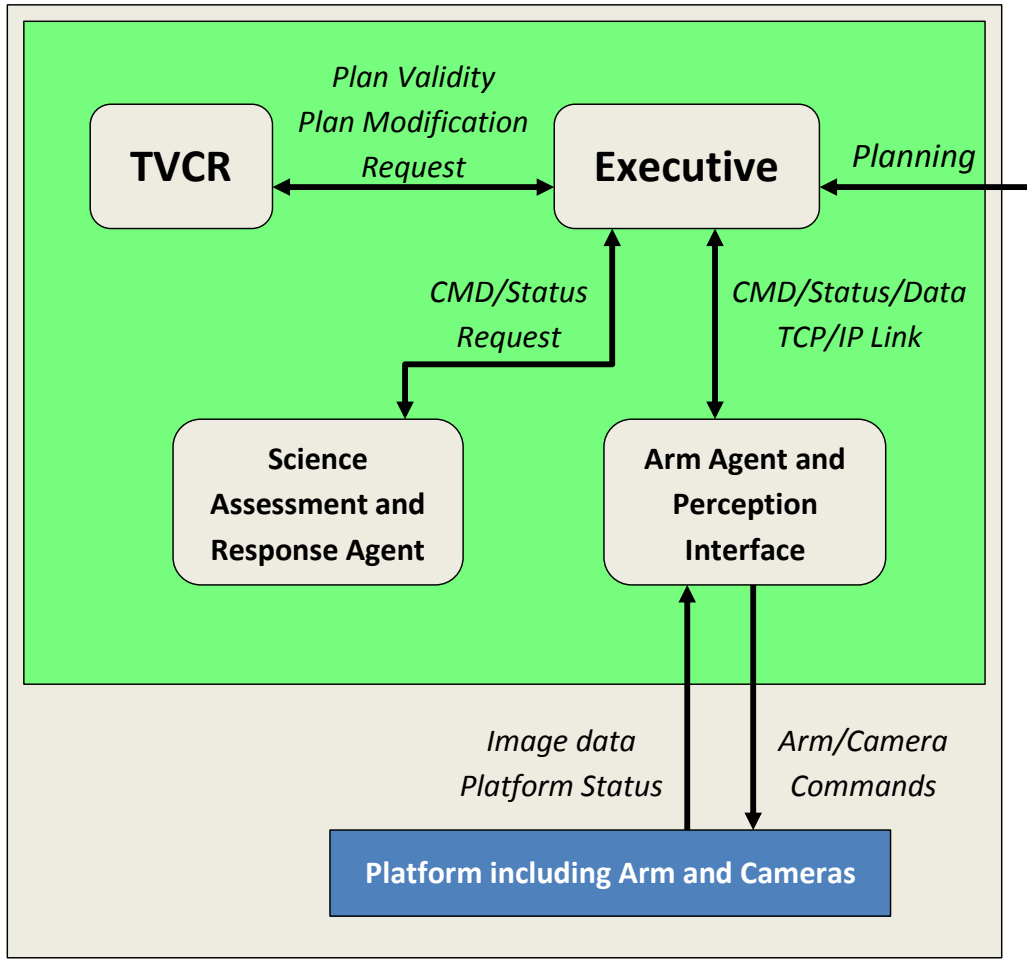 Plan Validity
Plan Modification
Request
TVCR
Executive
Planning
CMD/Status
Request
CMD/Status/Data
TCP/IP Link
Science
Assessment and
Response Agent
Arm Agent and
Perception
Interface
Image data
Platform Status
Arm/Camera
Commands
Platform including Arm and Cameras